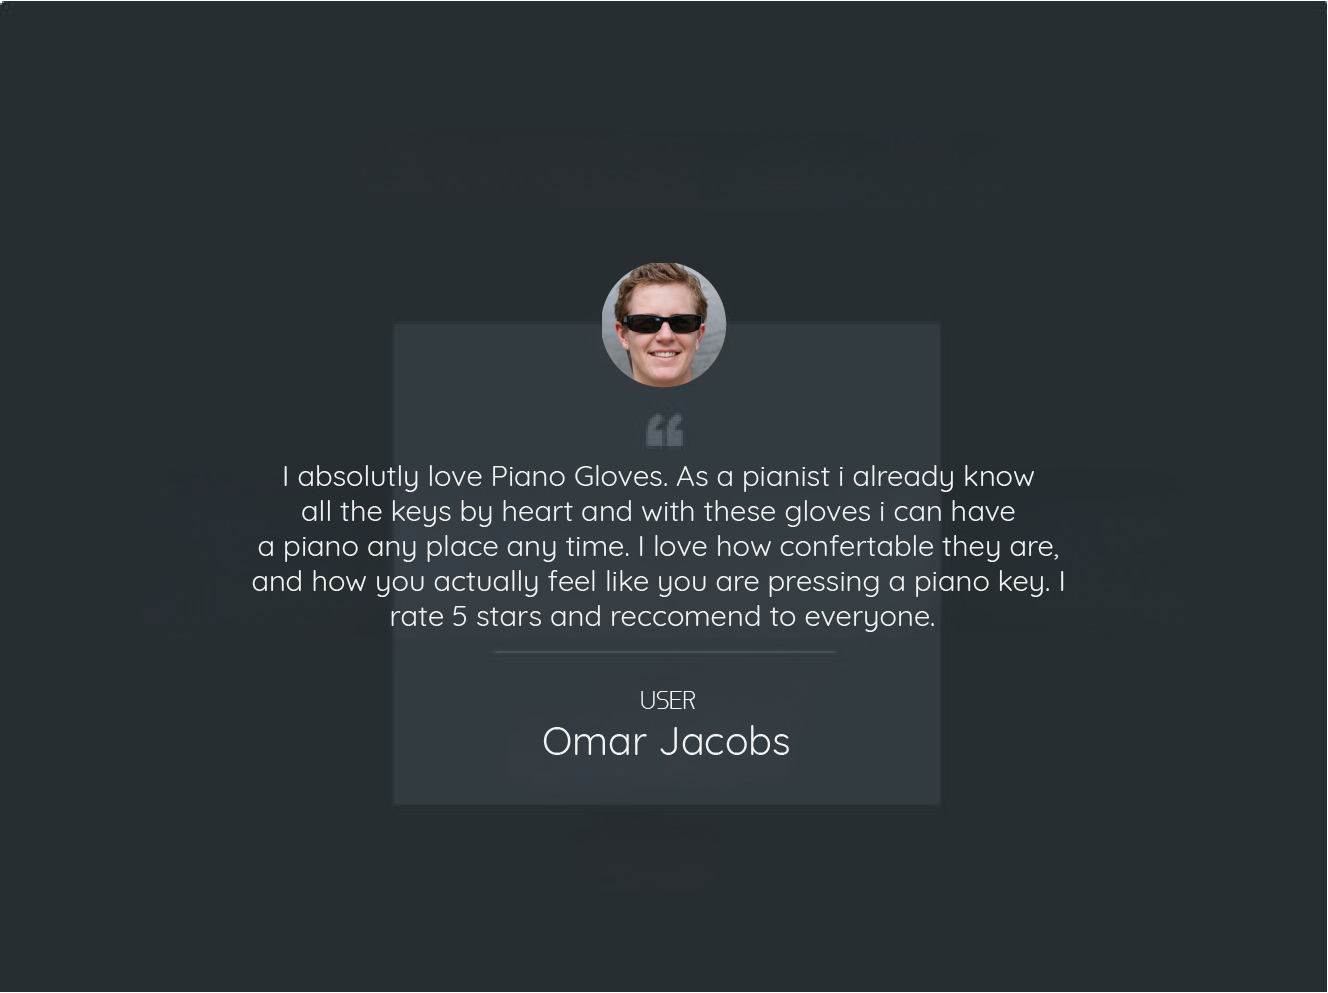 I absolutly love Piano Gloves. As a pianist i already know
all the keys by heart and with these gloves i can have
a piano any place any time. I love how confertable they are,
and how you actually feel like you are pressing a piano key. I
rate 5 stars and reccomend to everyone.
USER
Omar Jacobs